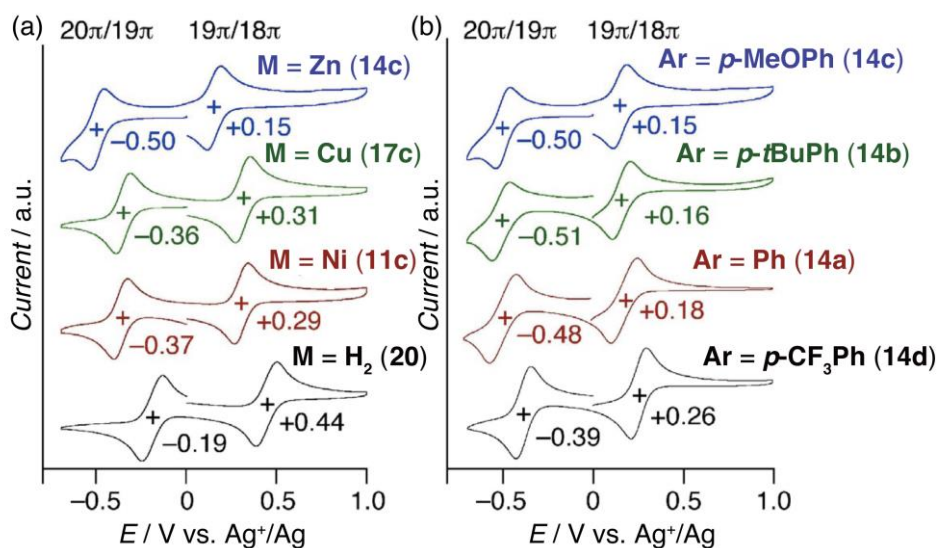 (a) 20π/19π 19π/18π
M = Zn (14c)
−0.50
+0.15
M = Cu (17c)
−0.36
+0.31
M = Ni (11c)
−0.37
+0.29
M = H₂ (20)
−0.19
+0.44
Current / a.u.
−0.5 0 0.5 1.0
E / V vs. Ag⁺/Ag
(b) 20π/19π 19π/18π
Ar = p-MeOPh (14c)
−0.50
+0.15
Ar = p-tBuPh (14b)
−0.51
+0.16
Ar = Ph (14a)
−0.48
+0.18
Ar = p-CF₃Ph (14d)
−0.39
+0.26
Current / a.u.
−0.5 0 0.5 1.0
E / V vs. Ag⁺/Ag